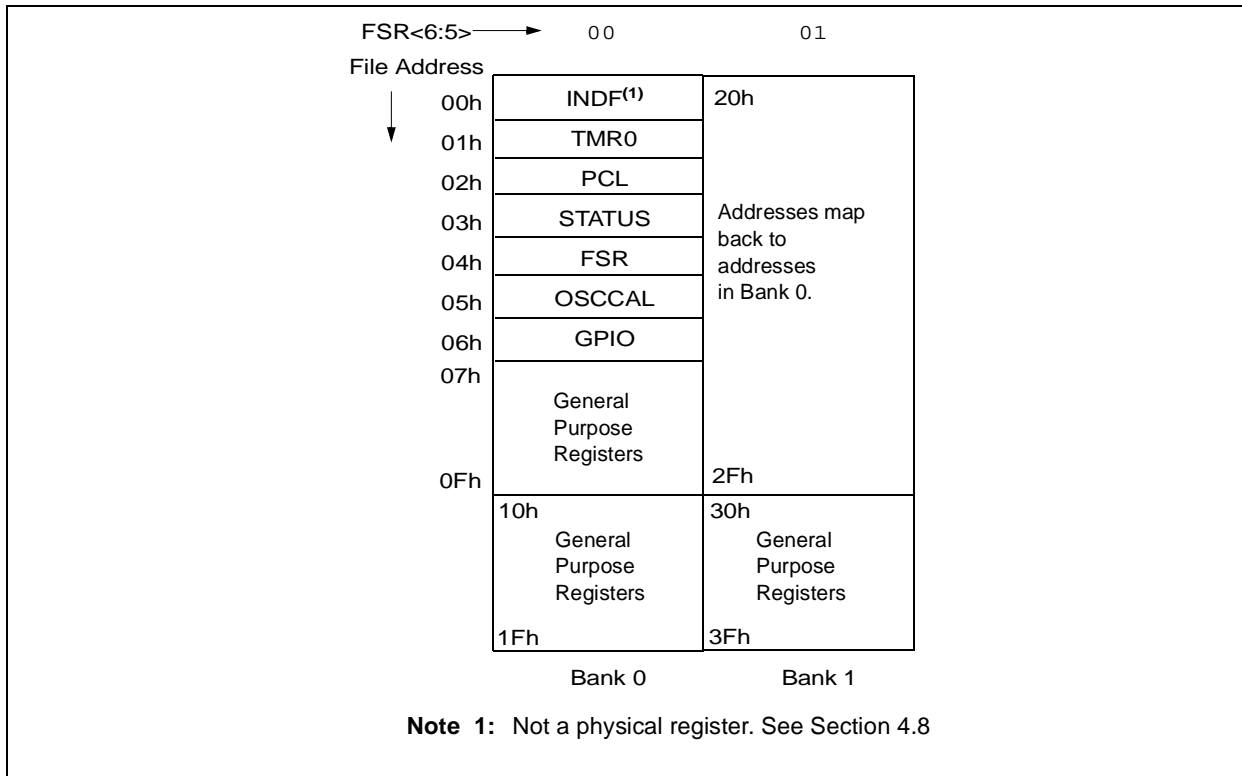 FSR<6:5> 00 01
File Address
00h INDF(1) 20h
01h TMR0
02h PCL
03h STATUS Addresses map
back to
04h FSR addresses
05h OSCCAL in Bank 0.
06h GPIO
07h
General
Purpose
Registers
0Fh 2Fh
10h 30h
General General
Purpose Purpose
Registers Registers
1Fh 3Fh
Bank 0 Bank 1
Note 1: Not a physical register. See Section 4.8